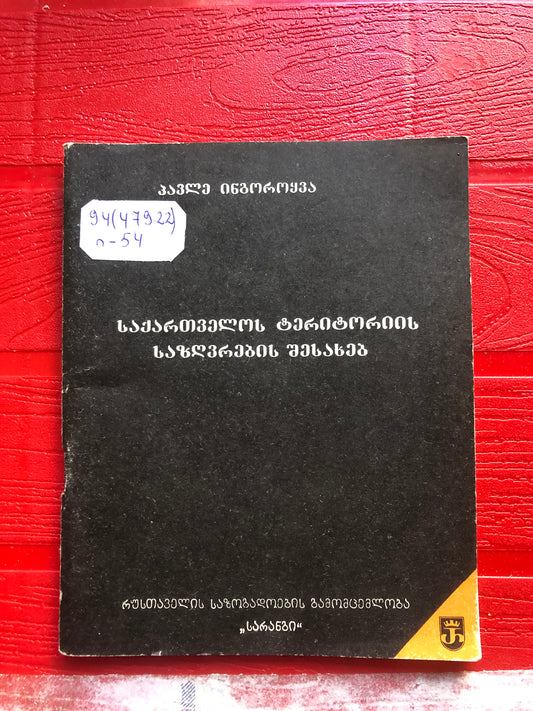 პავლე ინგოროყვა
94(47922)
ი-54
საქართველოს ტერიტორიის
საზღვრების შესახებ
რუსთაველის საზოგადოების გამომცემლობა
„სარანგი“